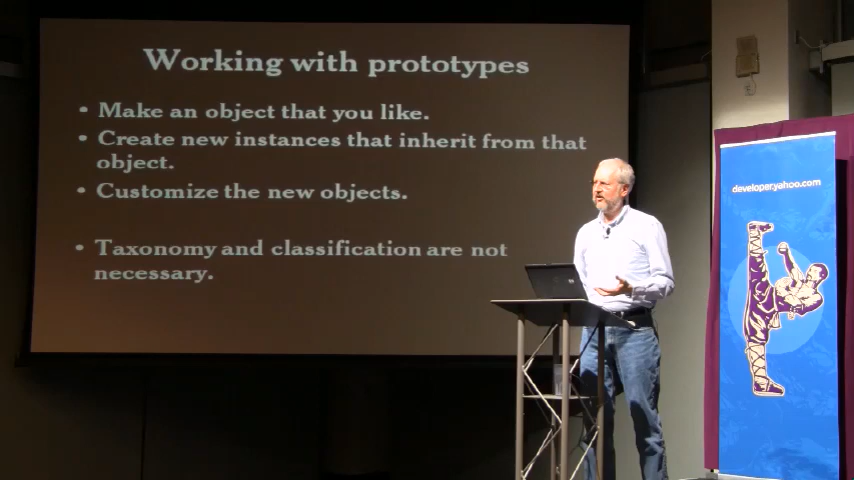 Working with prototypes
• Make an object that you like.
• Create new instances that inherit from that
object.
• Customize the new objects.
• Taxonomy and classification are not
necessary.
developer.yahoo.com